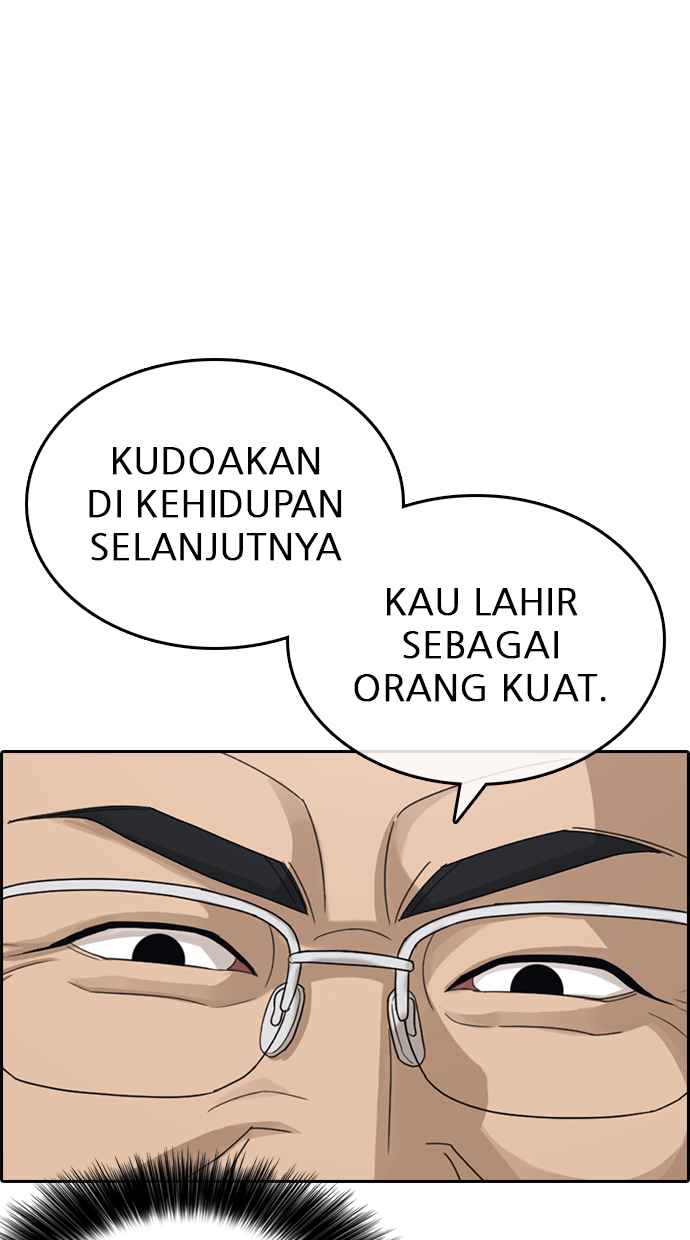 KUDOAKAN
DI KEHIDUPAN
SELANJUTNYA
KAU LAHIR
SEBAGAI
ORANG KUAT.